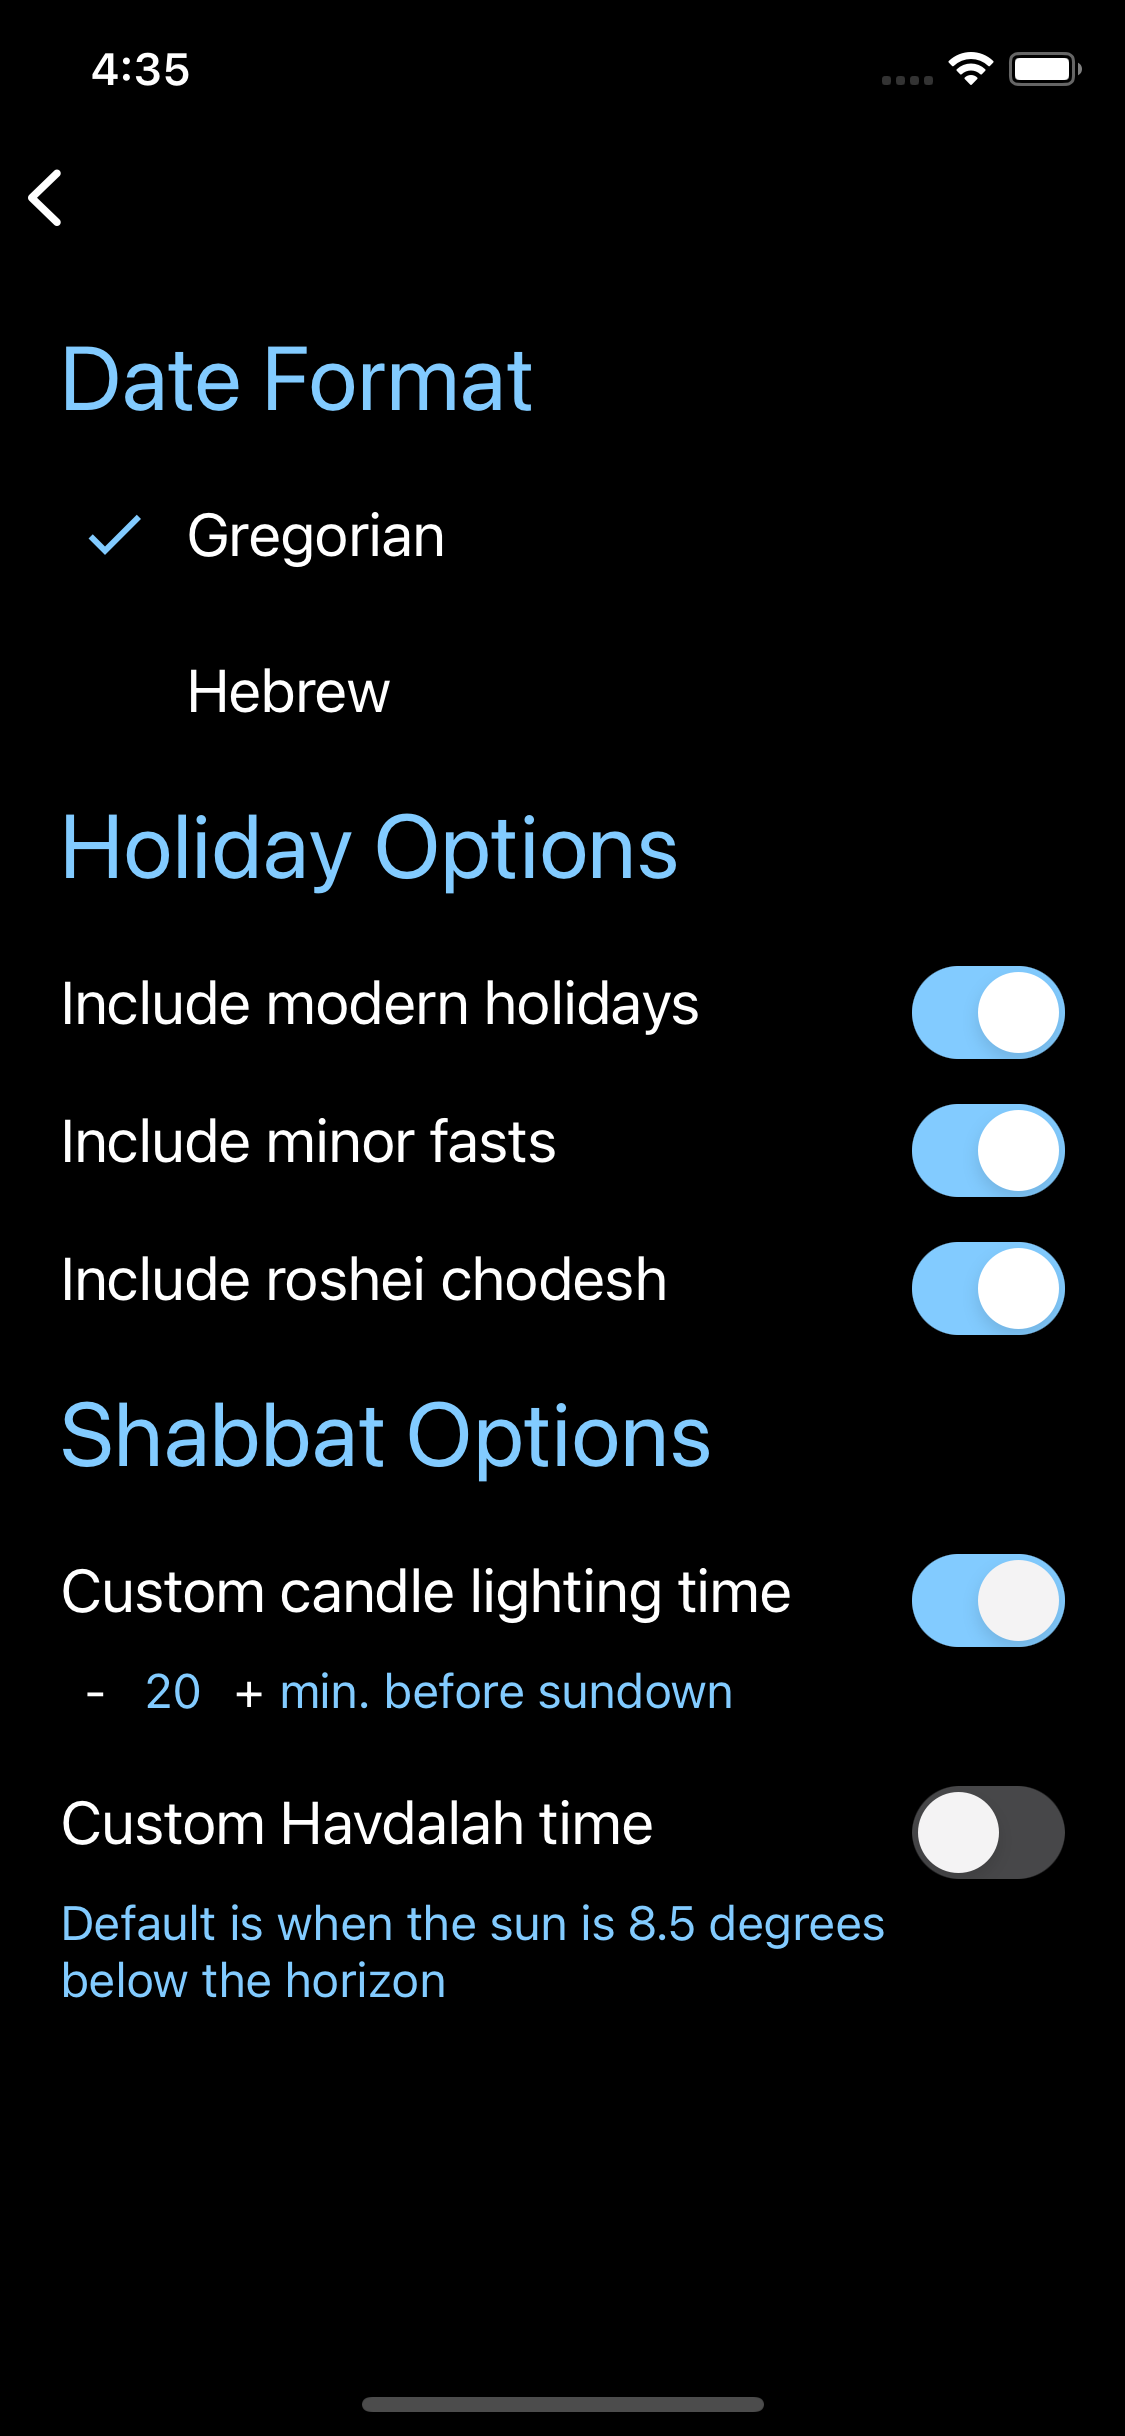 4:35
Date Format
Gregorian
Hebrew
Holiday Options
Include modern holidays
Include minor fasts
Include roshei chodesh
Shabbat Options
Custom candle lighting time
- 20 + min. before sundown
Custom Havdalah time
Default is when the sun is 8.5 degrees
below the horizon